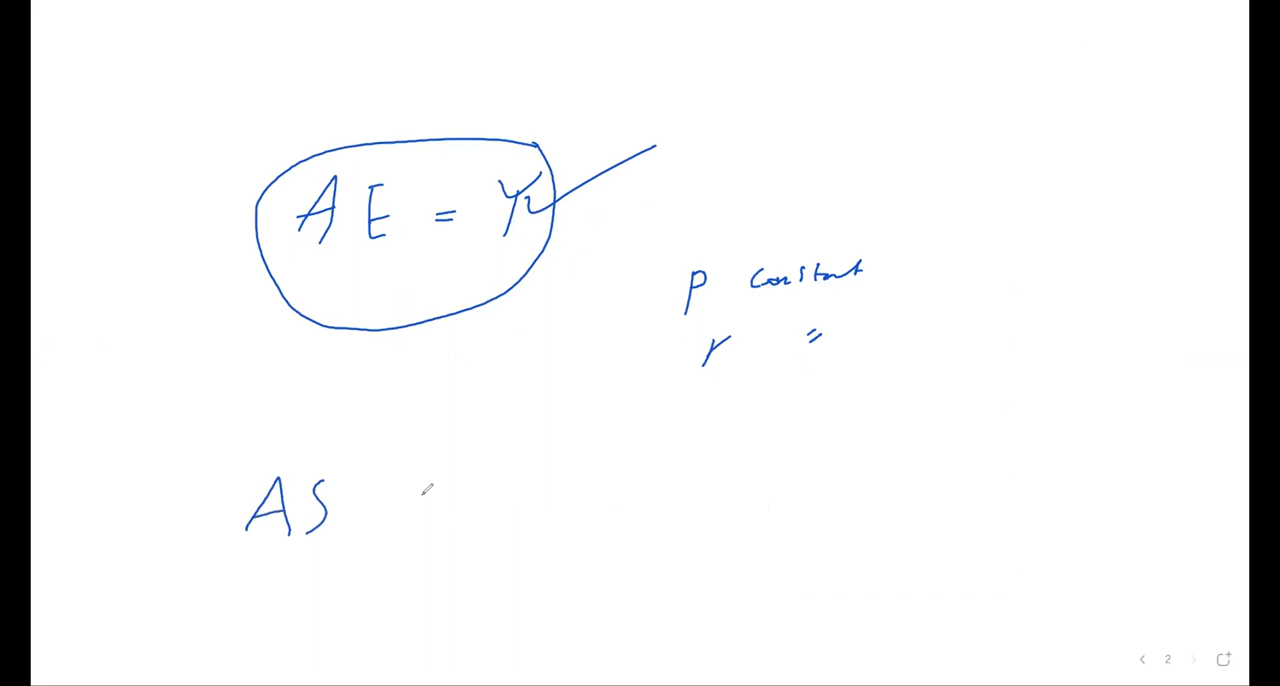 AE = Y
P constant
r =
AS
2